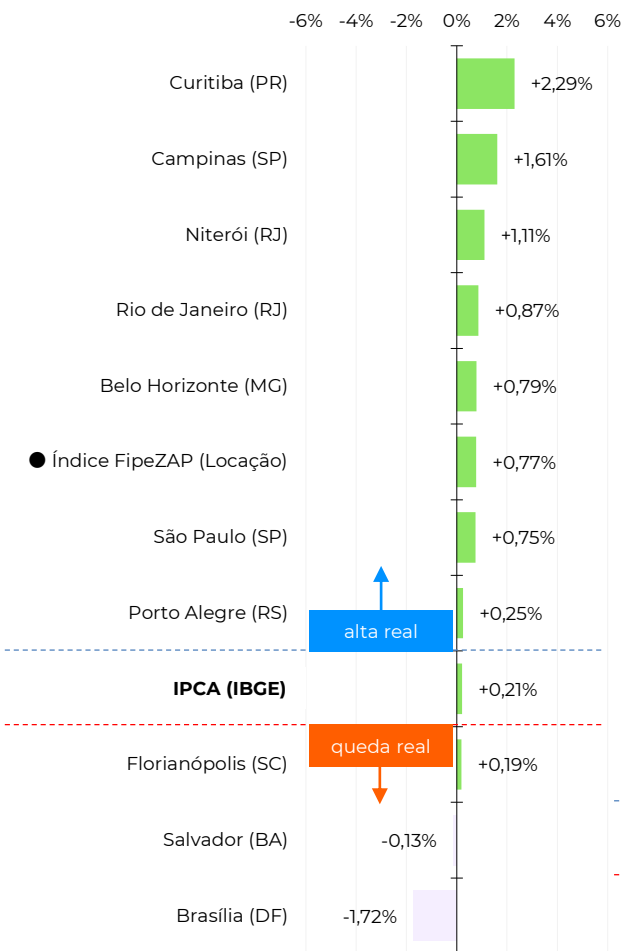 -6% -4% -2% 0% 2% 4% 6%
Curitiba (PR) +2,29%
Campinas (SP) +1,61%
Niterói (RJ) +1,11%
Rio de Janeiro (RJ) +0,87%
Belo Horizonte (MG) +0,79%
Índice FipeZAP (Locação) +0,77%
São Paulo (SP) +0,75%
Porto Alegre (RS) +0,25%
alta real
IPCA (IBGE) +0,21%
queda real
Florianópolis (SC) +0,19%
Salvador (BA) -0,13%
Brasília (DF) -1,72%